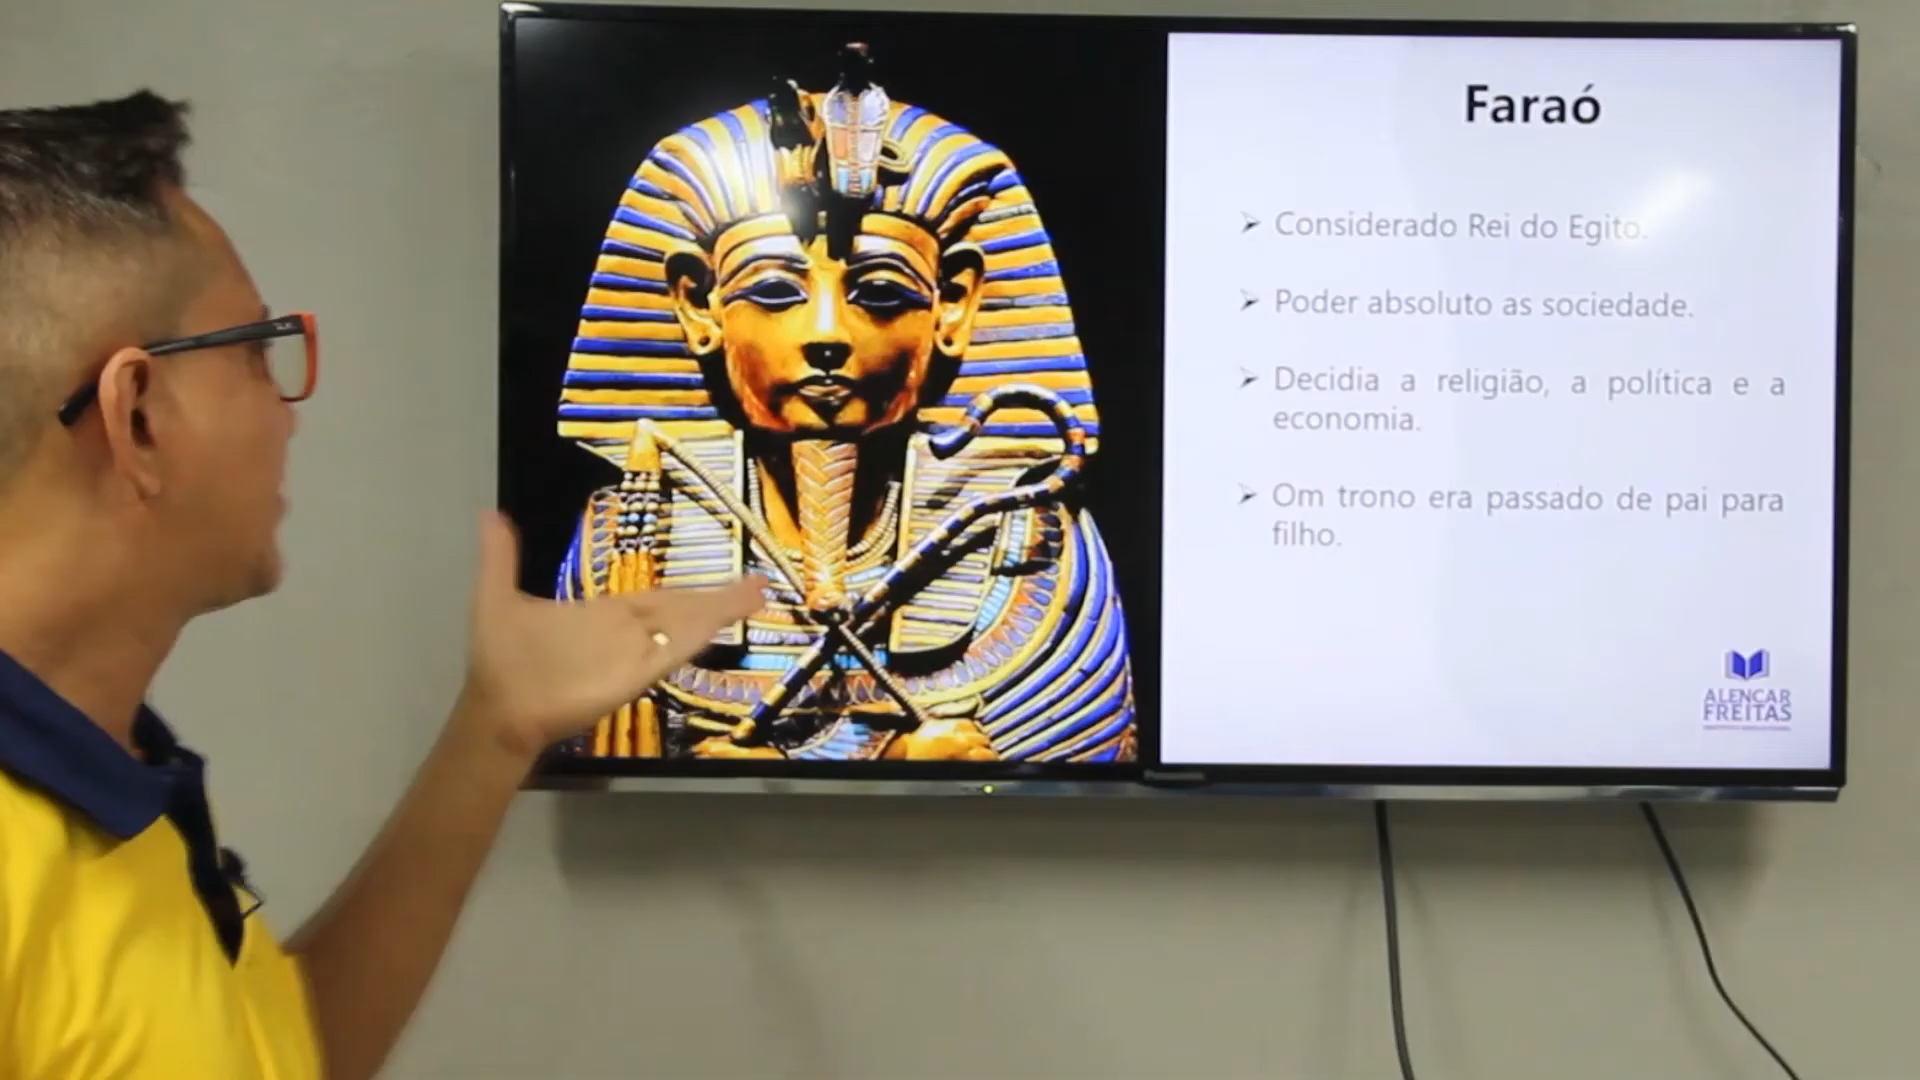 Faraó
Considerado Rei do Egito.
Poder absoluto as sociedade.
Decidia a religião, a política e a
economia.
Om trono era passado de pai para
filho.
ALENCAR
FREITAS